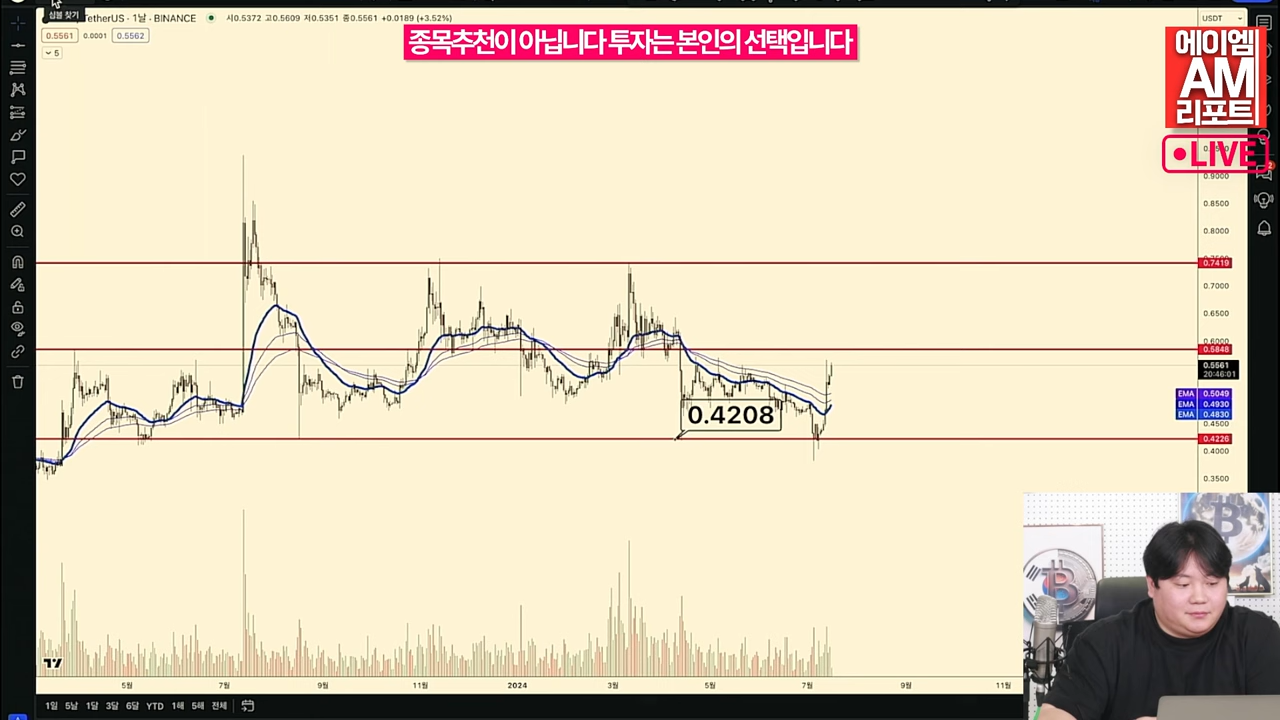 심볼 찾기
TetherUS · 1날 · BINANCE
시0.5372 고0.5609 저0.5351 종0.5561 +0.0189 (+3.52%)
0.5561
0.0001
0.5562
5
종목추천이 아닙니다 투자는 본인의 선택입니다
USDT
에이엠
AM
리포트
LIVE
2
0.9000
0.8500
0.8000
0.7419
0.7000
0.6500
0.6000
0.5848
0.5561
20:46:01
EMA 0.5049
EMA 0.4930
EMA 0.4830
0.4500
0.4226
0.4000
0.3500
0.4208
5월
7월
9월
11월
2024
3월
5월
7월
9월
11월
1일 5날 1달 3달 6달 YTD 1해 5해 전체